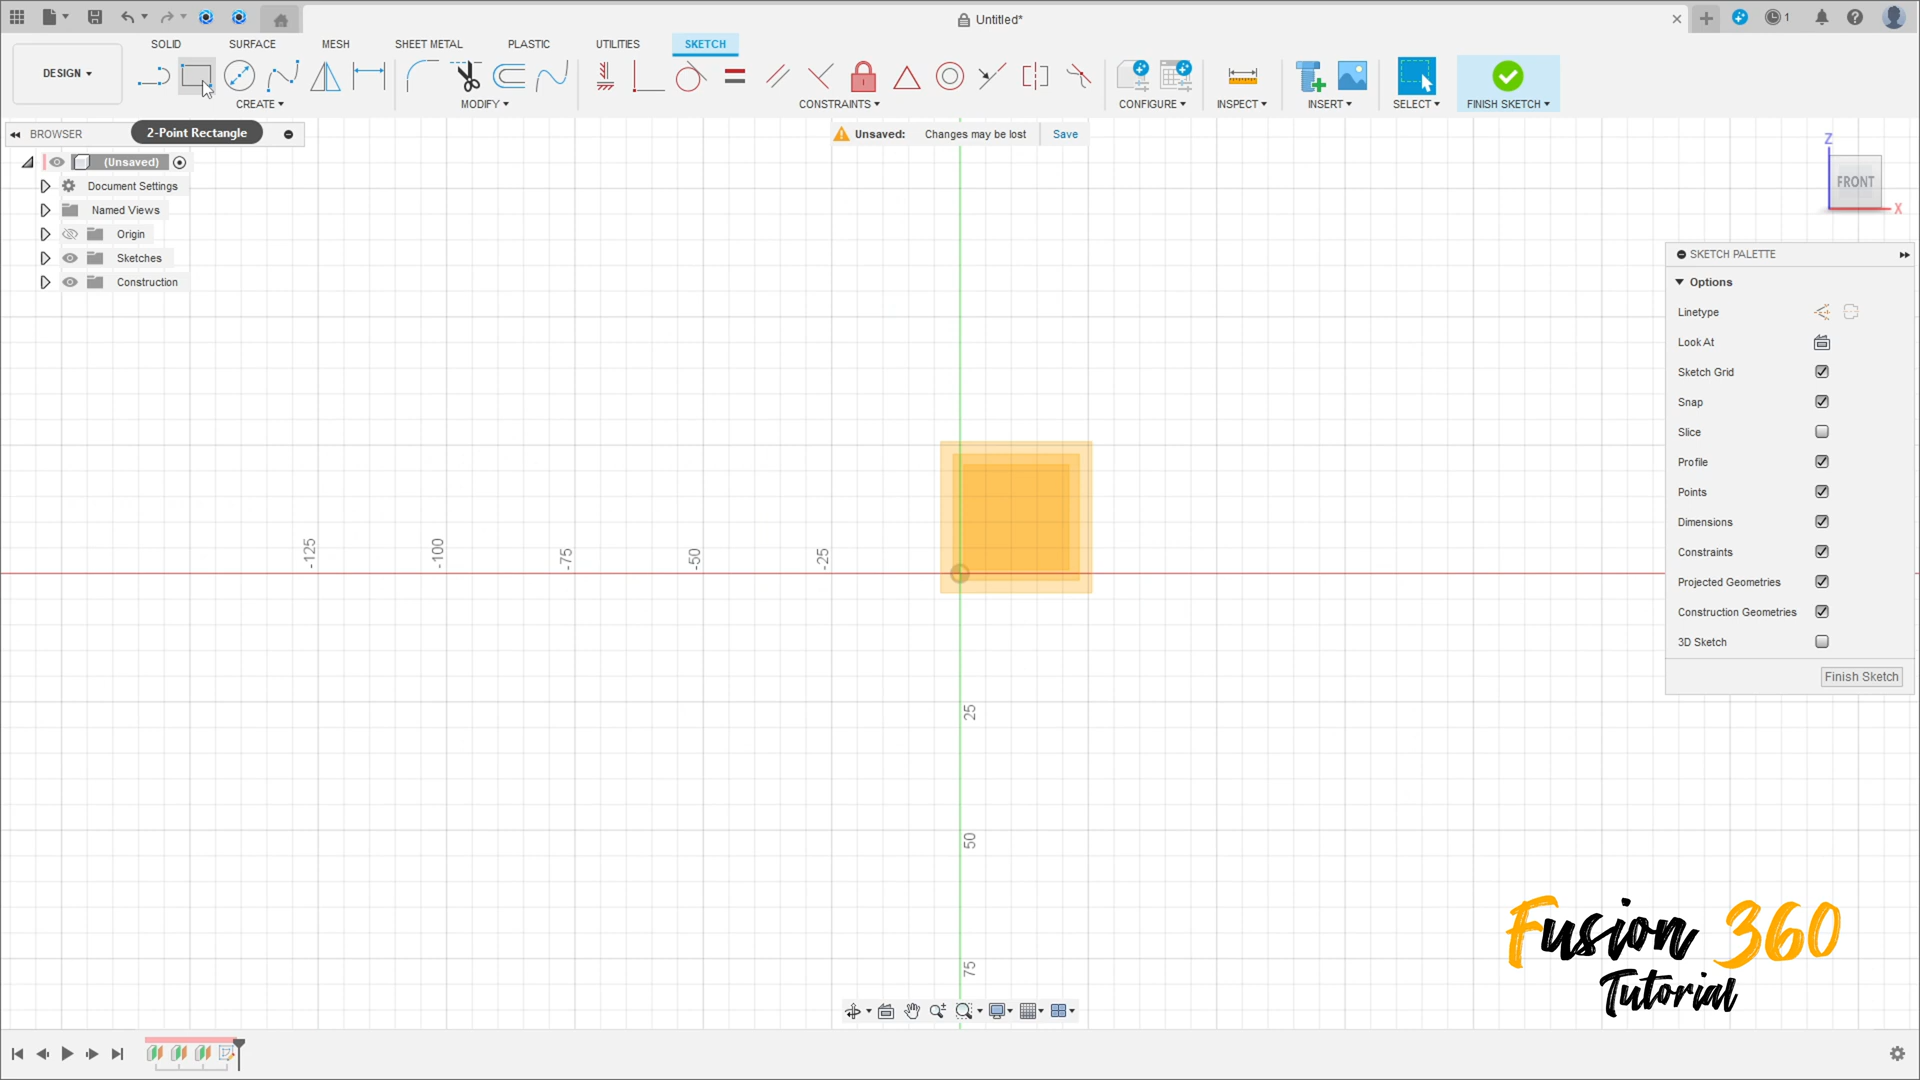 Untitled*
1
SOLID
SURFACE
MESH
SHEET METAL
PLASTIC
UTILITIES
SKETCH
DESIGN
CREATE
MODIFY
CONSTRAINTS
CONFIGURE
INSPECT
INSERT
SELECT
FINISH SKETCH
BROWSER
2-Point Rectangle
Unsaved: Changes may be lost Save
(Unsaved)
Document Settings
Named Views
Origin
Sketches
Construction
Z
FRONT
X
SKETCH PALETTE
Options
Linetype
Look At
Sketch Grid
Snap
Slice
Profile
Points
Dimensions
Constraints
Projected Geometries
Construction Geometries
3D Sketch
Finish Sketch
-125
-100
-75
-50
-25
25
50
75
Fusion 360
Tutorial